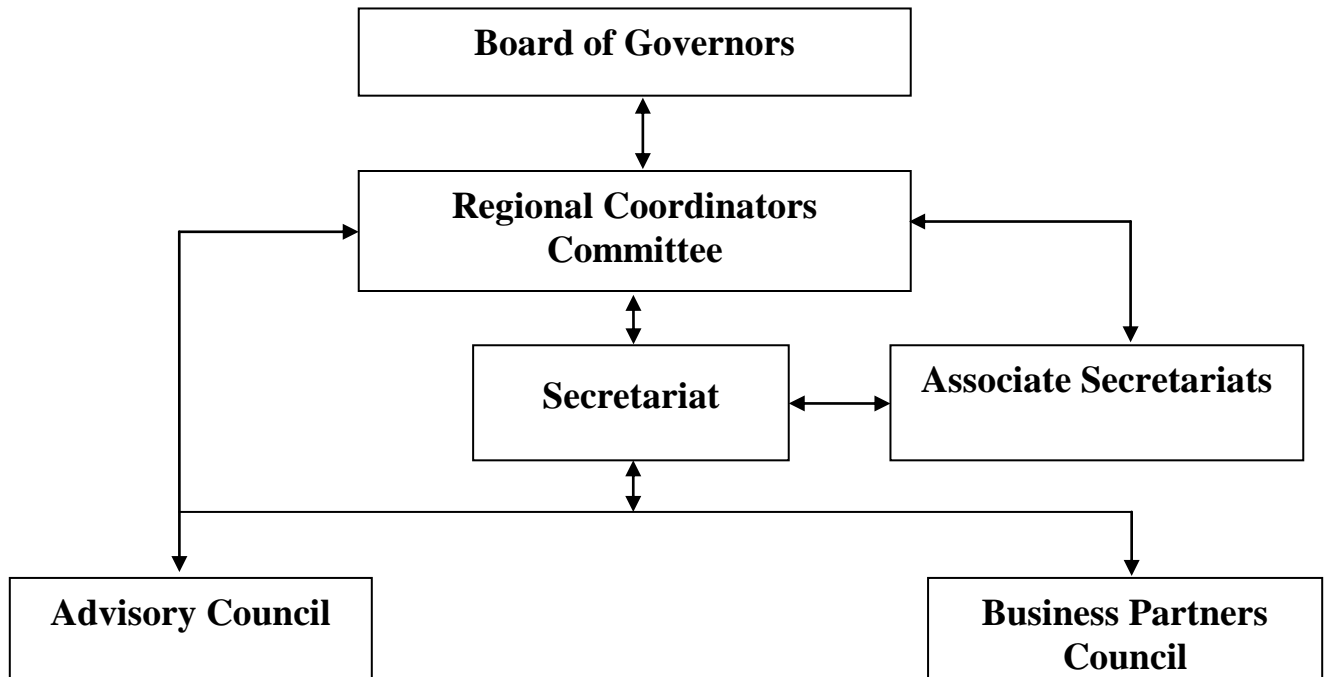 Board of Governors
Regional Coordinators
Committee
Secretariat
Associate Secretariats
Advisory Council
Business Partners
Council